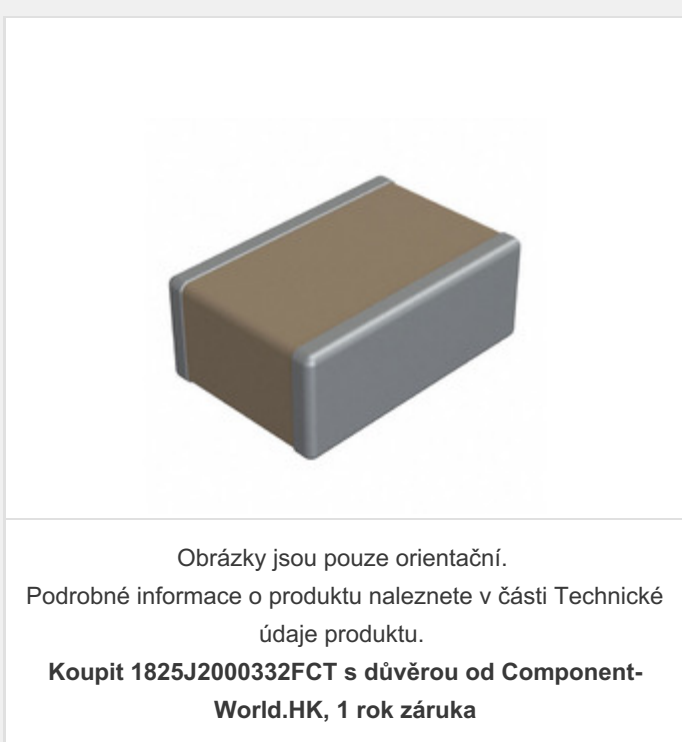 Obrázky jsou pouze orientační.
Podrobné informace o produktu naleznete v části Technické
údaje produktu.
Koupit 1825J2000332FCT s důvěrou od Component-
World.HK, 1 rok záruka